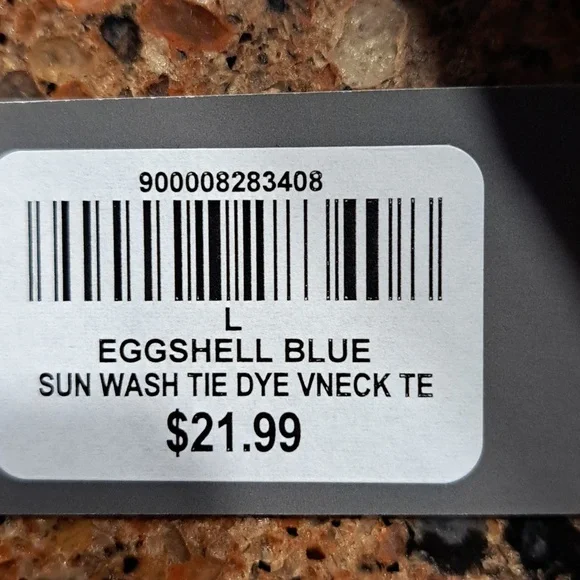 900008283408
L
EGGSHELL BLUE
SUN WASH TIE DYE VNECK TE
$21.99